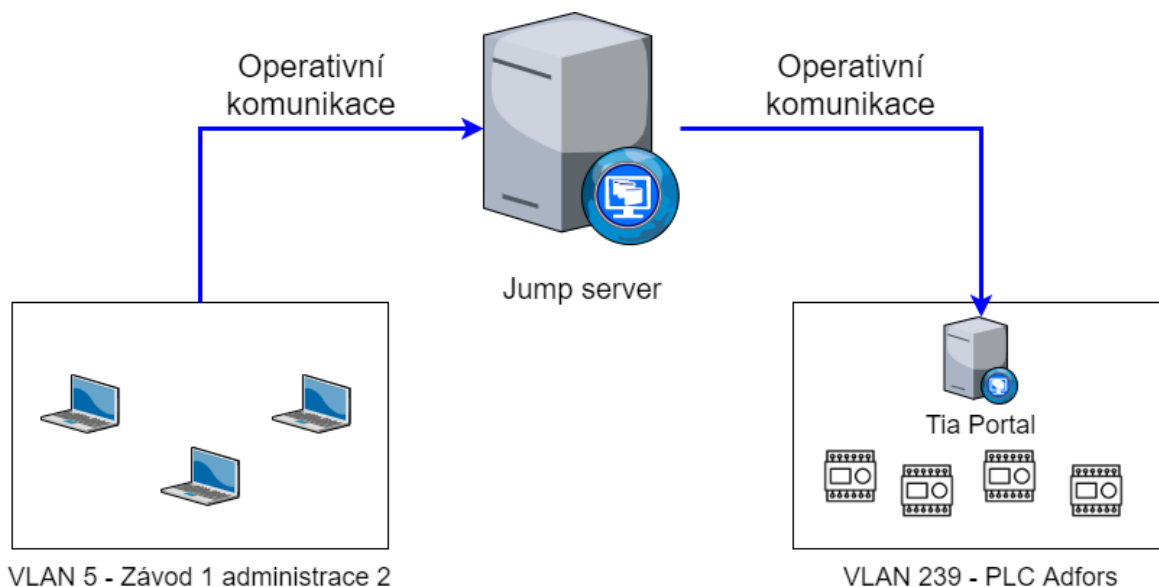 Operativní
komunikace
Operativní
komunikace
Jump server
Tia Portal
VLAN 5 - Závod 1 administrace 2
VLAN 239 - PLC Adfors